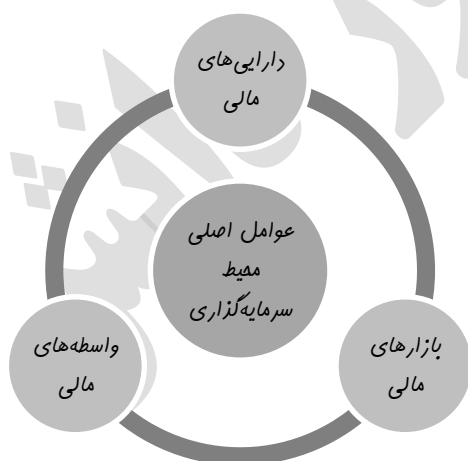 دارایی‌های
مالی
عوامل اصلی
محیط
سرمایه‌گذاری
بازارهای
مالی
واسطه‌های
مالی